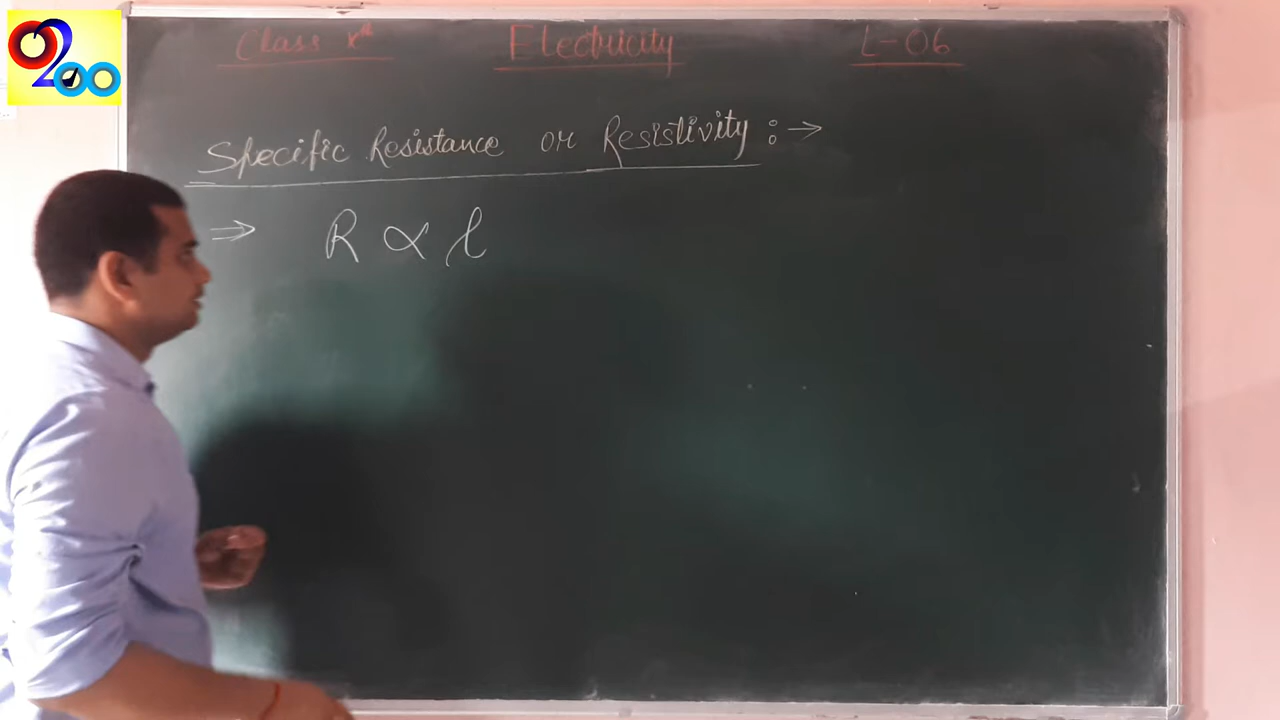 Class Xth Electricity L-06
Specific Resistance or Resistivity :→
⇒ R ∝ l